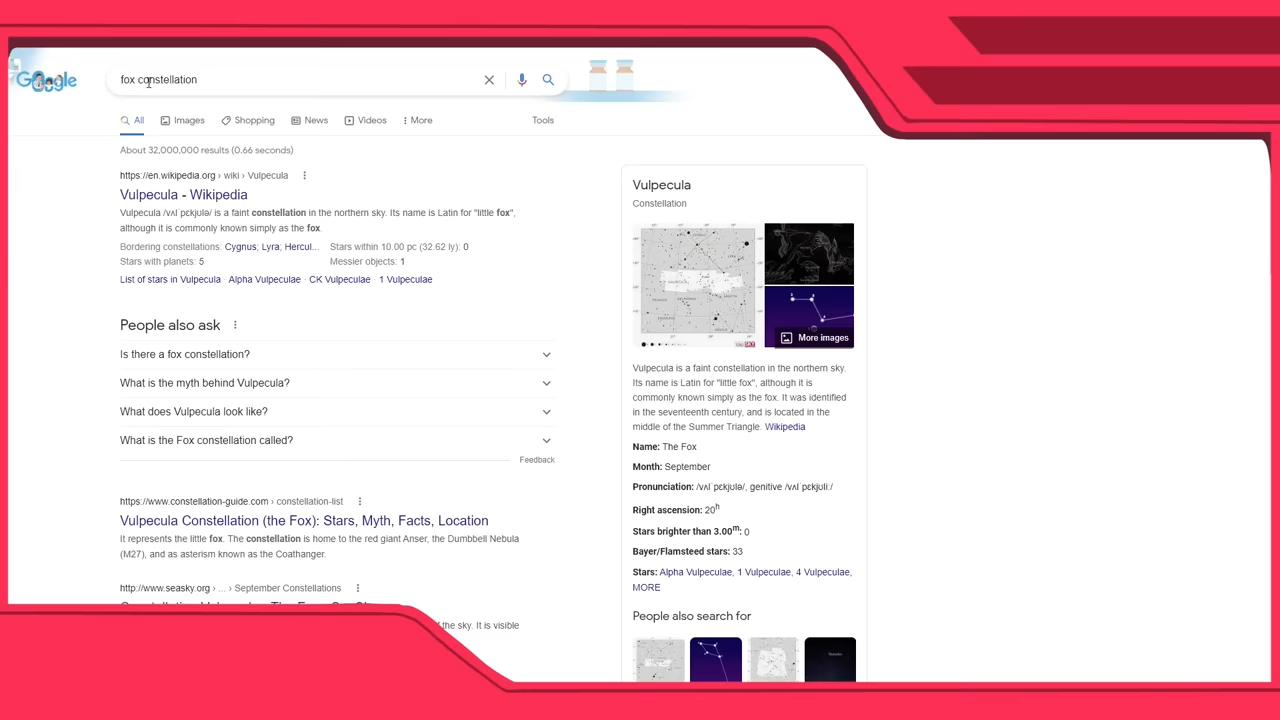 Google
fox constellation
All Images Shopping News Videos More Tools
About 32,000,000 results (0.66 seconds)
https://en.wikipedia.org › wiki › Vulpecula
Vulpecula - Wikipedia
Vulpecula /vʌlˈpɛkjʊlə/ is a faint constellation in the northern sky. Its name is Latin for "little fox",
although it is commonly known simply as the fox.
Bordering constellations: Cygnus; Lyra; Hercul... Stars within 10.00 pc (32.62 ly): 0
Stars with planets: 5 Messier objects: 1
List of stars in Vulpecula · Alpha Vulpeculae · CK Vulpeculae · 1 Vulpeculae
People also ask
Is there a fox constellation?
What is the myth behind Vulpecula?
What does Vulpecula look like?
What is the Fox constellation called?
Feedback
https://www.constellation-guide.com › constellation-list
Vulpecula Constellation (the Fox): Stars, Myth, Facts, Location
It represents the little fox. The constellation is home to the red giant Anser, the Dumbbell Nebula
(M27), and as asterism known as the Coathanger.
http://www.seasky.org › ... › September Constellations
the sky. It is visible
Vulpecula
Constellation
More images
Vulpecula is a faint constellation in the northern sky.
Its name is Latin for "little fox", although it is
commonly known simply as the fox. It was identified
in the seventeenth century, and is located in the
middle of the Summer Triangle. Wikipedia
Name: The Fox
Month: September
Pronunciation: /vʌlˈpɛkjʊlə/, genitive /vʌlˈpɛkjʊliː/
Right ascension: 20h
Stars brighter than 3.00m: 0
Bayer/Flamsteed stars: 33
Stars: Alpha Vulpeculae, 1 Vulpeculae, 4 Vulpeculae,
MORE
People also search for